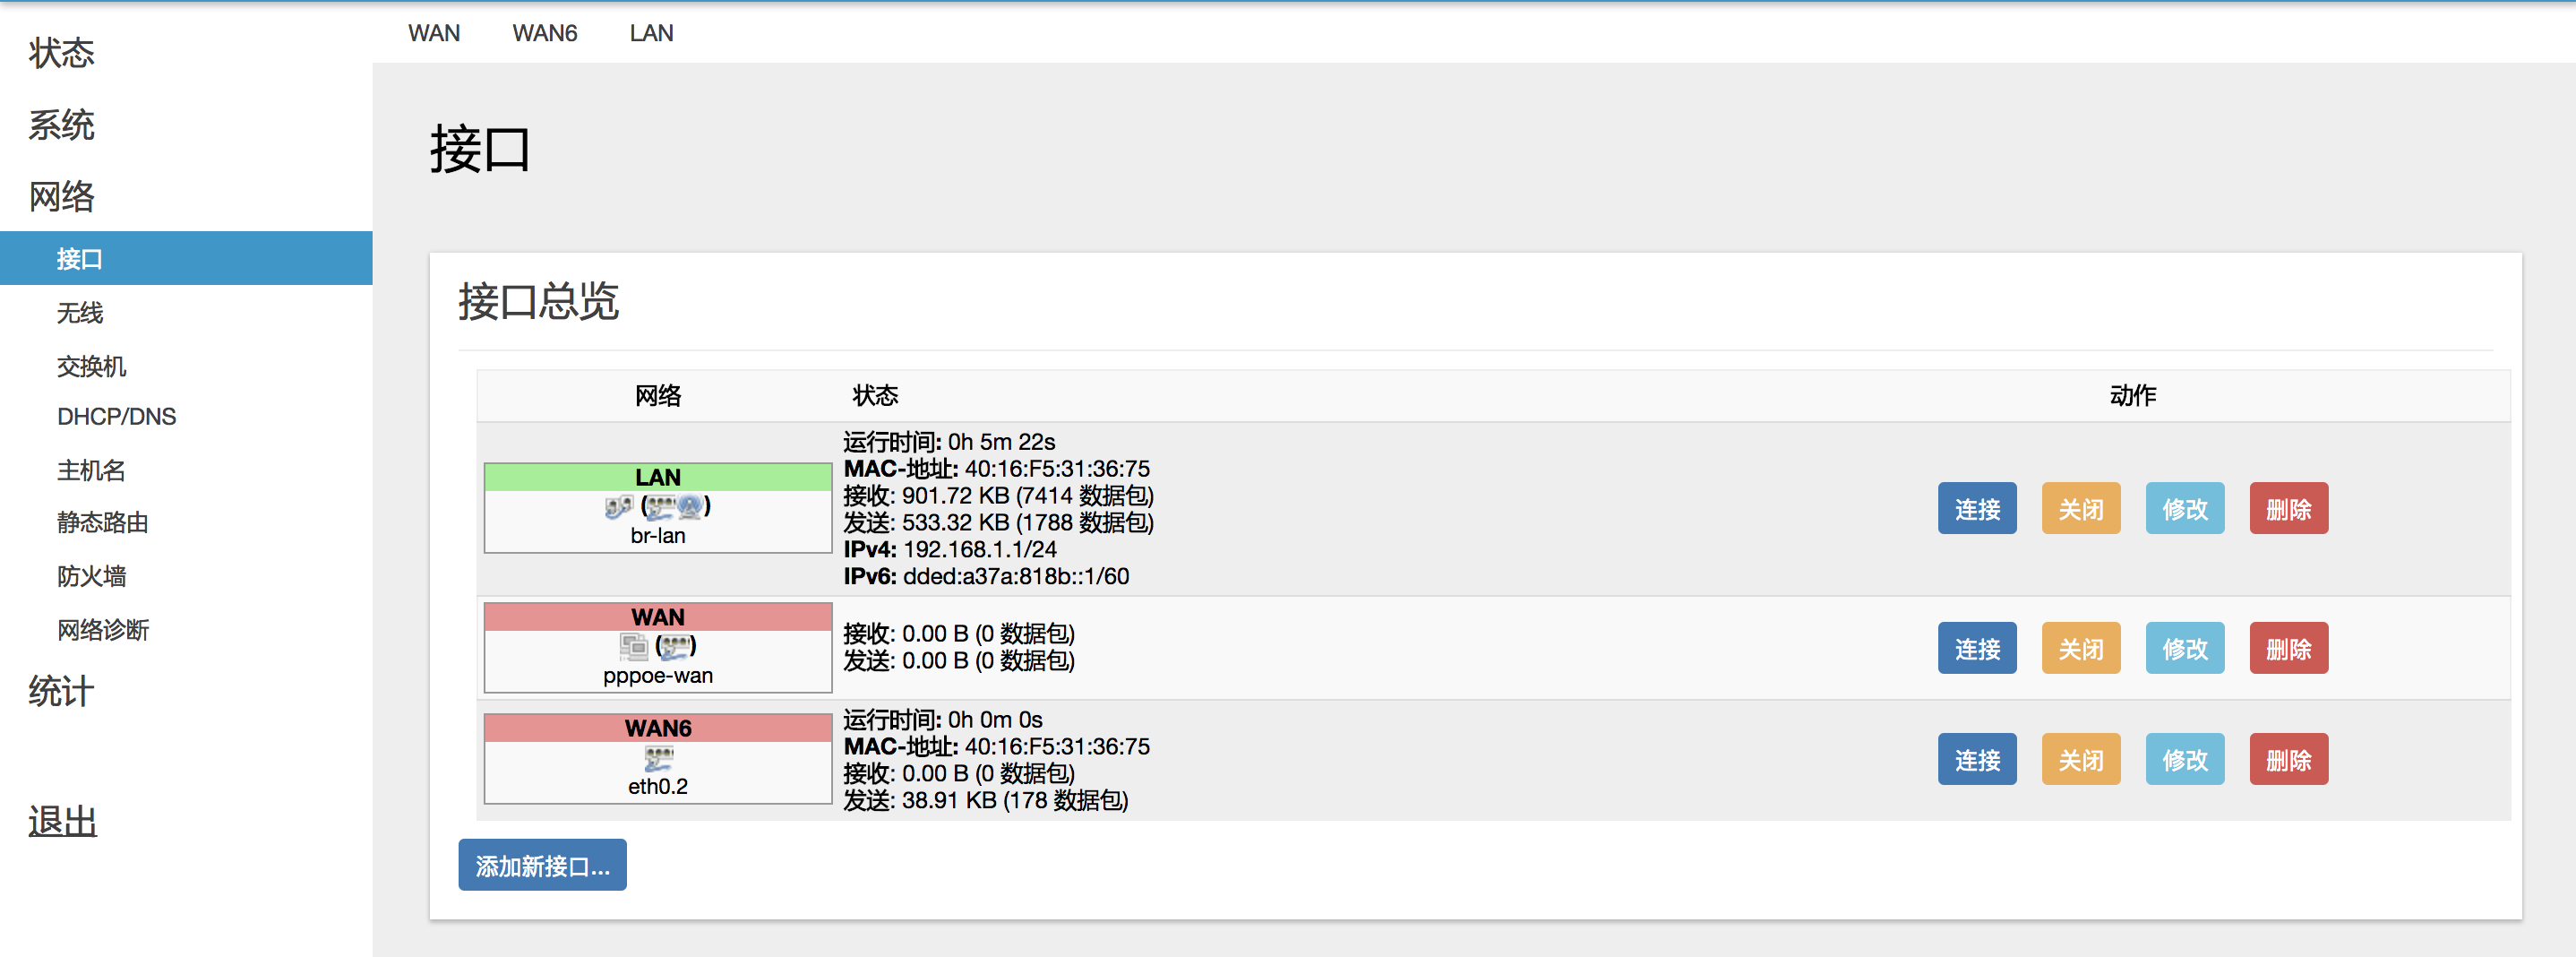 WAN WAN6 LAN
状态
系统
网络
接口
无线
交换机
DHCP/DNS
主机名
静态路由
防火墙
网络诊断
统计
退出
接口
接口总览
网络 状态 动作
LAN
br-lan
运行时间: 0h 5m 22s
MAC-地址: 40:16:F5:31:36:75
接收: 901.72 KB (7414 数据包)
发送: 533.32 KB (1788 数据包)
IPv4: 192.168.1.1/24
IPv6: dded:a37a:818b::1/60
连接 关闭 修改 删除
WAN
pppoe-wan
接收: 0.00 B (0 数据包)
发送: 0.00 B (0 数据包)
连接 关闭 修改 删除
WAN6
eth0.2
运行时间: 0h 0m 0s
MAC-地址: 40:16:F5:31:36:75
接收: 0.00 B (0 数据包)
发送: 38.91 KB (178 数据包)
连接 关闭 修改 删除
添加新接口...